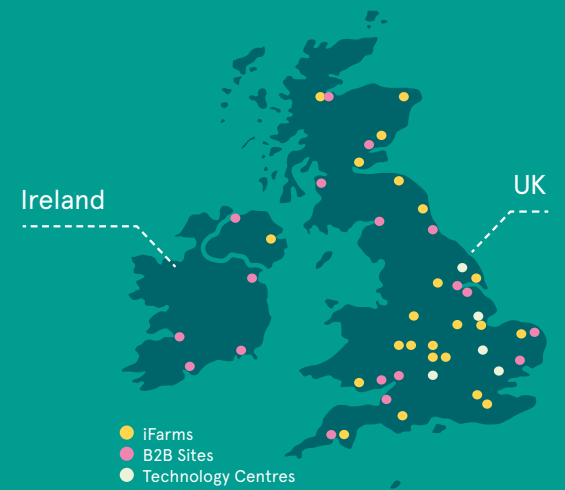 UK
Ireland
iFarms
B2B Sites
Technology Centres